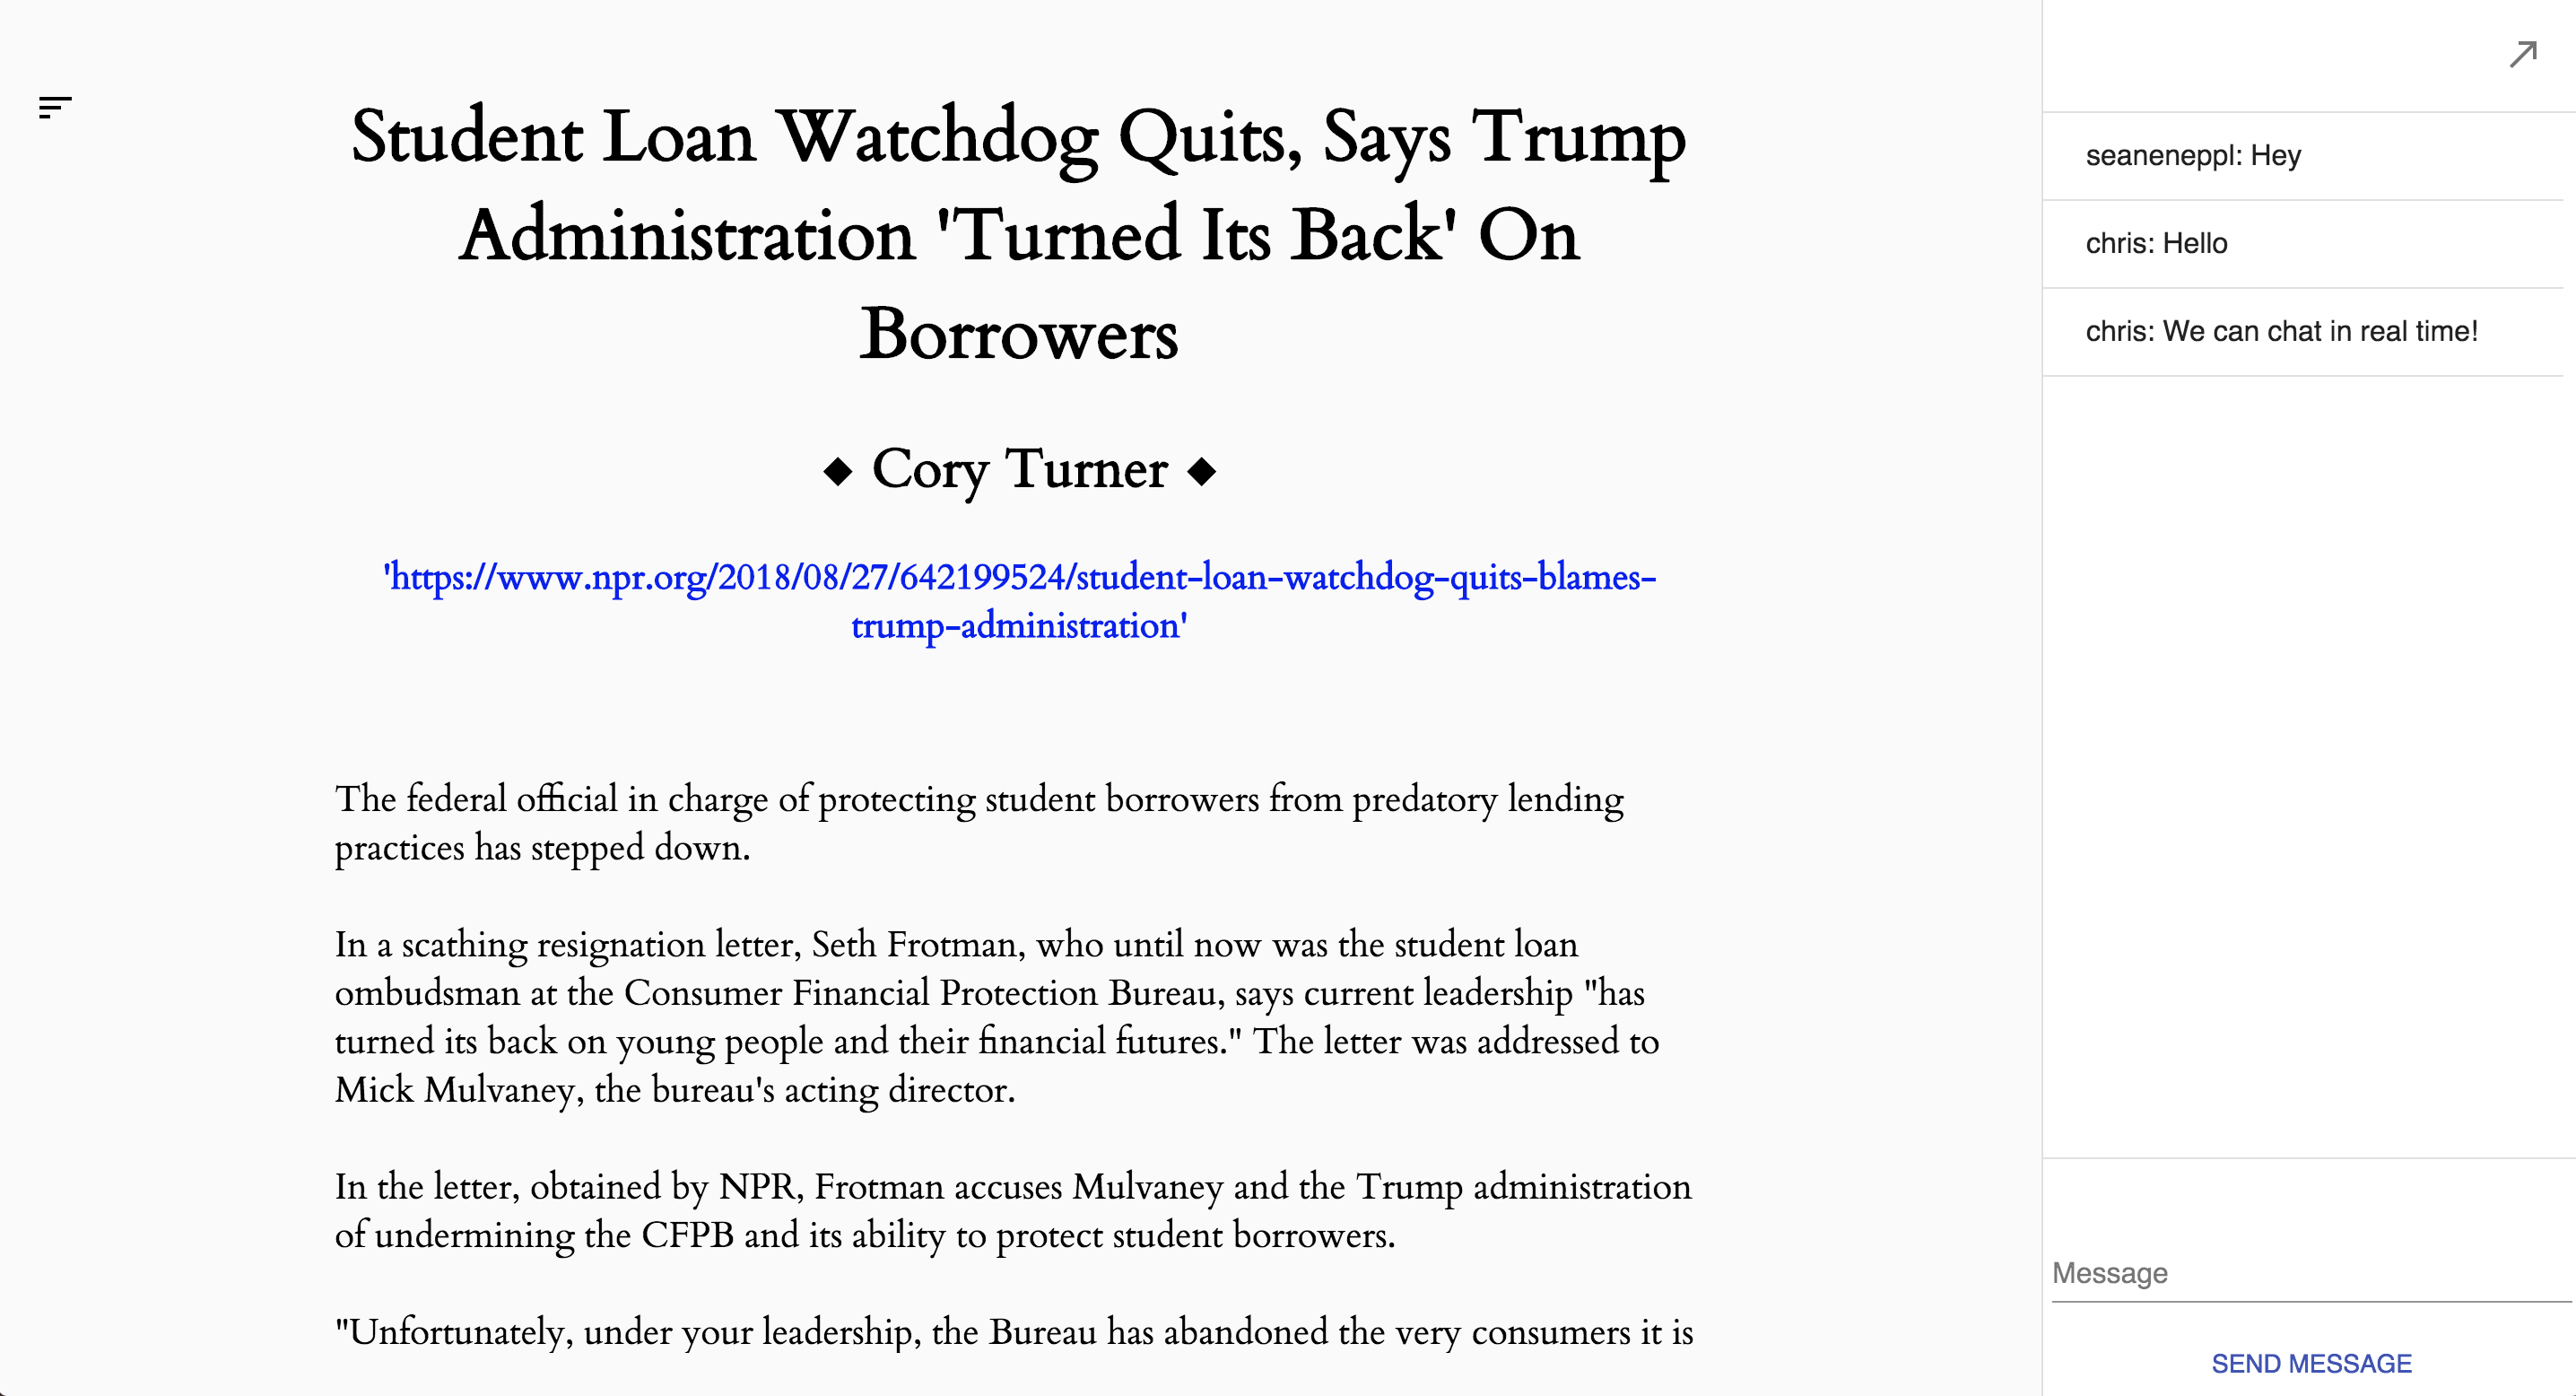 Student Loan Watchdog Quits, Says Trump
Administration 'Turned Its Back' On
Borrowers
◆ Cory Turner ◆
'https://www.npr.org/2018/08/27/642199524/student-loan-watchdog-quits-blames-
trump-administration'
The federal official in charge of protecting student borrowers from predatory lending
practices has stepped down.
In a scathing resignation letter, Seth Frotman, who until now was the student loan
ombudsman at the Consumer Financial Protection Bureau, says current leadership "has
turned its back on young people and their financial futures." The letter was addressed to
Mick Mulvaney, the bureau's acting director.
In the letter, obtained by NPR, Frotman accuses Mulvaney and the Trump administration
of undermining the CFPB and its ability to protect student borrowers.
"Unfortunately, under your leadership, the Bureau has abandoned the very consumers it is
seaneneppl: Hey
chris: Hello
chris: We can chat in real time!
Message
SEND MESSAGE